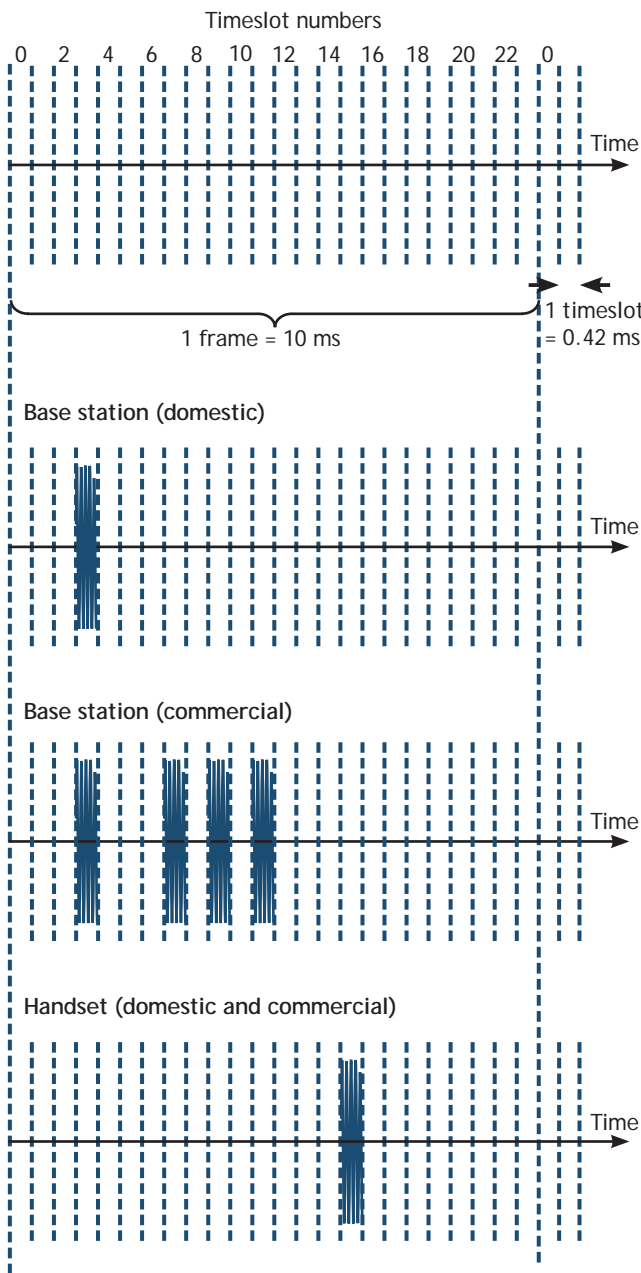 Timeslot numbers
0 2 4 6 8 10 12 14 16 18 20 22 0
Time
1 frame = 10 ms
1 timeslot
= 0.42 ms
Base station (domestic)
Time
Base station (commercial)
Time
Handset (domestic and commercial)
Time